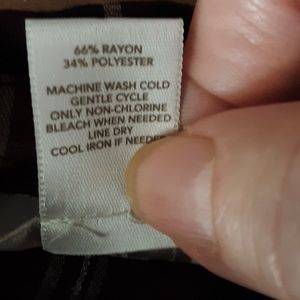 66% RAYON
34% POLYESTER
MACHINE WASH COLD
GENTLE CYCLE
ONLY NON-CHLORINE
BLEACH WHEN NEEDED
LINE DRY
COOL IRON IF NEEDED